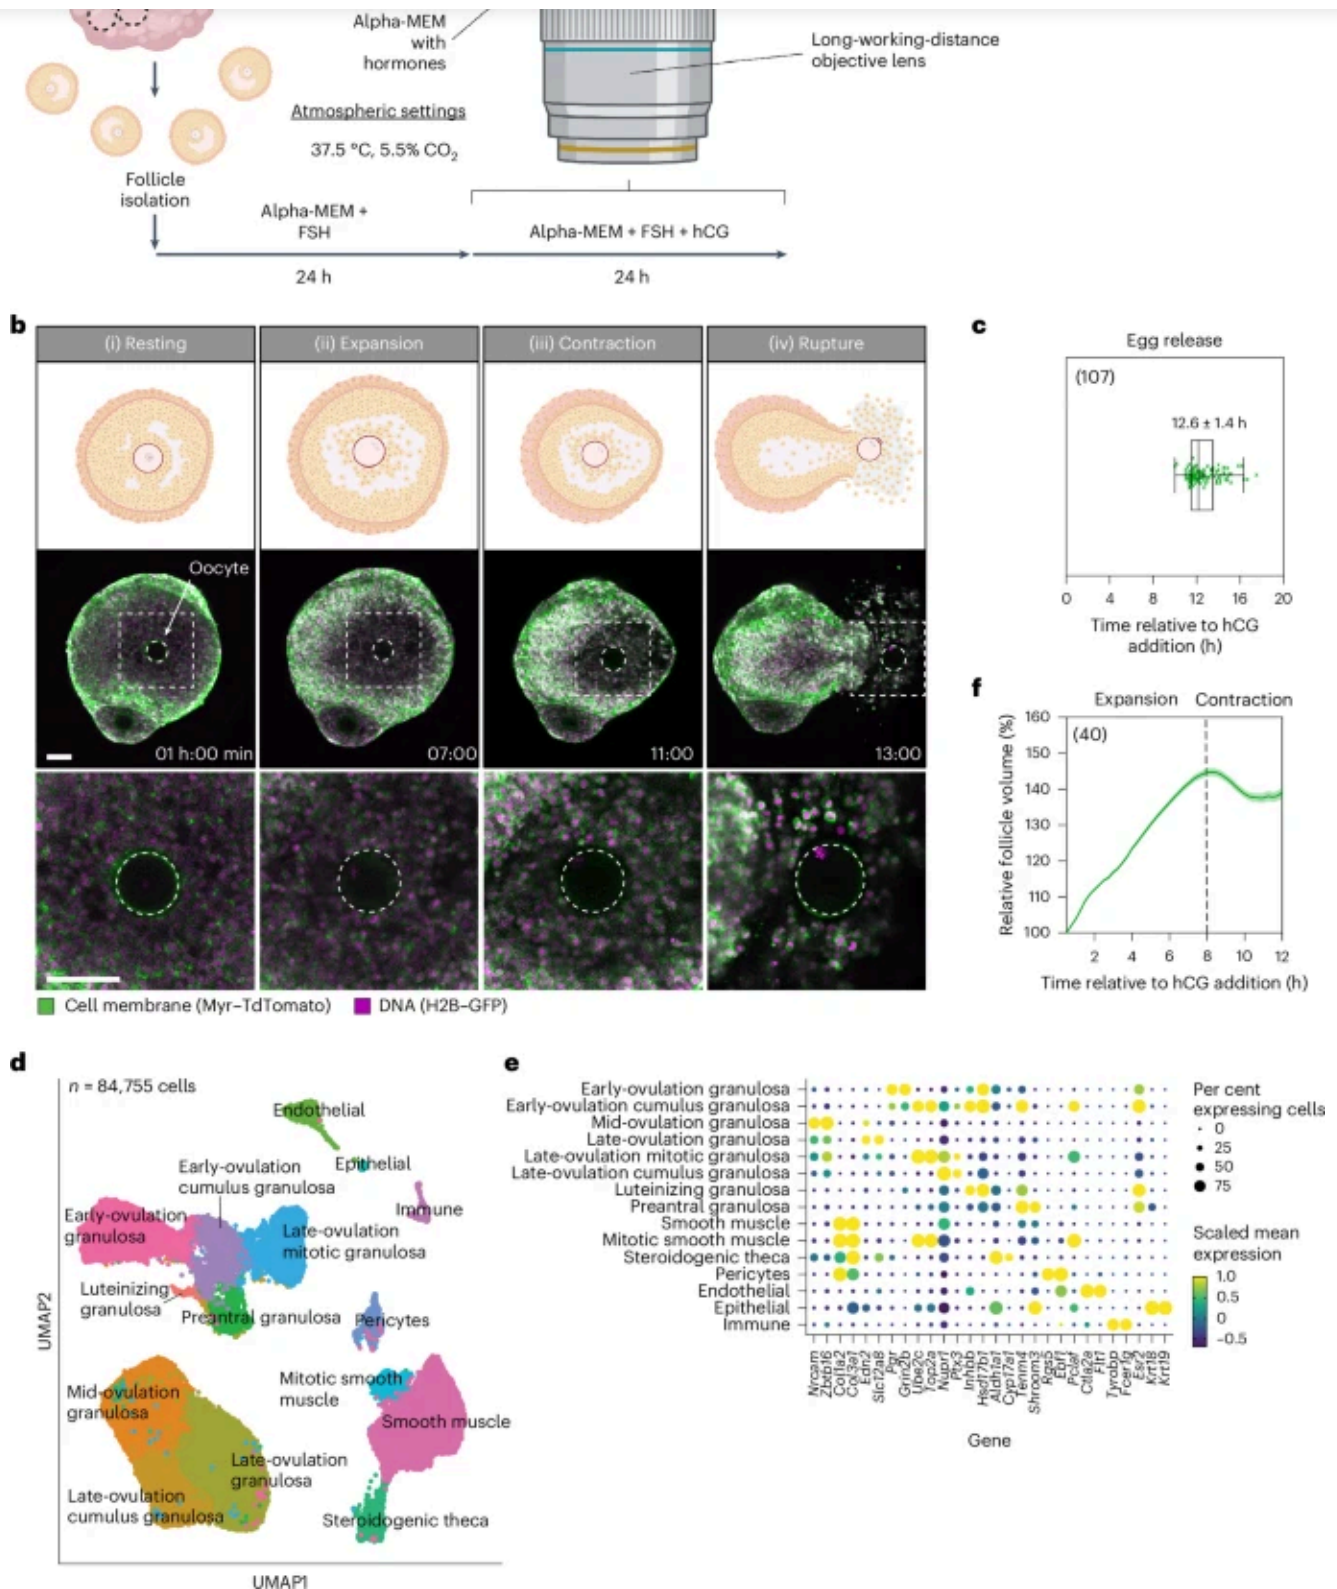 Alpha-MEM
with
hormones
Long-working-distance
objective lens
Atmospheric settings
37.5 °C, 5.5% CO₂
Follicle
isolation
Alpha-MEM +
FSH
Alpha-MEM + FSH + hCG
24 h
24 h
b
(i) Resting
(ii) Expansion
(iii) Contraction
(iv) Rupture
Oocyte
01 h:00 min
07:00
11:00
13:00
Cell membrane (Myr–TdTomato)
DNA (H2B–GFP)
c
Egg release
(107)
12.6 ± 1.4 h
0 4 8 12 16 20
Time relative to hCG
addition (h)
f
Expansion
Contraction
(40)
Relative follicle volume (%)
160
150
140
130
120
110
100
2 4 6 8 10 12
Time relative to hCG addition (h)
d
n = 84,755 cells
Endothelial
Epithelial
Early-ovulation
cumulus granulosa
Immune
Early-ovulation
granulosa
Late-ovulation
mitotic granulosa
Luteinizing
granulosa
Preantral granulosa
Pericytes
Mitotic smooth
muscle
Mid-ovulation
granulosa
Smooth muscle
Late-ovulation
granulosa
Late-ovulation
cumulus granulosa
Steroidogenic theca
UMAP2
UMAP1
e
Early-ovulation granulosa
Early-ovulation cumulus granulosa
Mid-ovulation granulosa
Late-ovulation granulosa
Late-ovulation mitotic granulosa
Late-ovulation cumulus granulosa
Luteinizing granulosa
Preantral granulosa
Smooth muscle
Mitotic smooth muscle
Steroidogenic theca
Pericytes
Endothelial
Epithelial
Immune
Nrcam
Zbtb16
Col1a2
Col3a1
Edn2
Slc12a8
Pgr
Grin2b
Ube2c
Top2a
Nupr1
Ptx3
Inhbb
Hsd17b1
Aldh1a1
Cyp17a1
Tenm4
Shroom3
Rgs5
Ebf1
Pclaf
Ctla2a
Flt1
Tyrobp
Fcer1g
Esr2
Krt18
Krt19
Gene
Per cent
expressing cells
0
25
50
75
Scaled mean
expression
1.0
0.5
0
−0.5